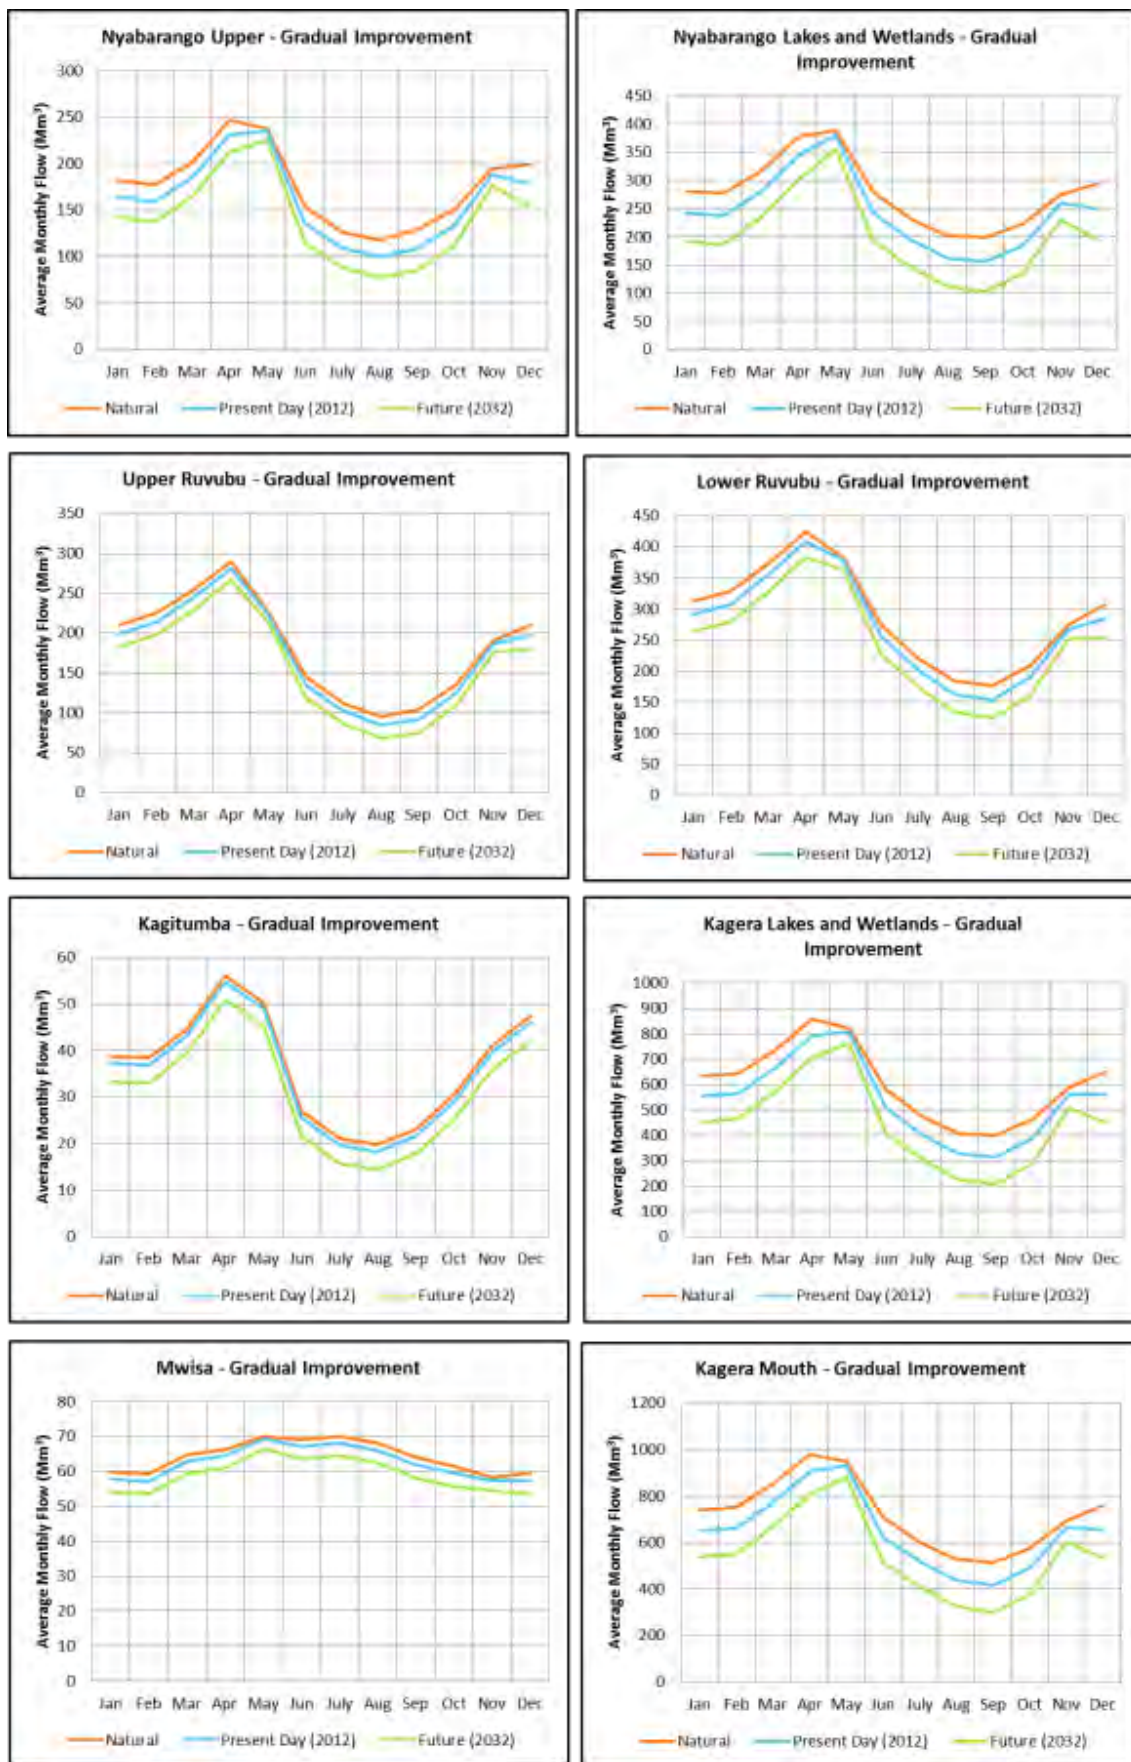 Nyabarango Upper - Gradual Improvement
Average Monthly Flow (Mm³)
300
250
200
150
100
50
0
Jan Feb Mar Apr May Jun July Aug Sep Oct Nov Dec
Natural Present Day (2012) Future (2032)
Nyabarango Lakes and Wetlands - Gradual
Improvement
Average Monthly Flow (Mm³)
450
400
350
300
250
200
150
100
50
0
Jan Feb Mar Apr May Jun July Aug Sep Oct Nov Dec
Natural Present Day (2012) Future (2032)
Upper Ruvubu - Gradual Improvement
Average Monthly Flow (Mm³)
350
300
250
200
150
100
50
0
Jan Feb Mar Apr May Jun July Aug Sep Oct Nov Dec
Natural Present Day (2012) Future (2032)
Lower Ruvubu - Gradual Improvement
Average Monthly Flow (Mm³)
450
400
350
300
250
200
150
100
50
0
Jan Feb Mar Apr May Jun July Aug Sep Oct Nov Dec
Natural Present Day (2012) Future (2032)
Kagitumba - Gradual Improvement
Average Monthly Flow (Mm³)
60
50
40
30
20
10
0
Jan Feb Mar Apr May Jun July Aug Sep Oct Nov Dec
Natural Present Day (2012) Future (2032)
Kagera Lakes and Wetlands - Gradual
Improvement
Average Monthly Flow (Mm³)
1000
900
800
700
600
500
400
300
200
100
0
Jan Feb Mar Apr May Jun July Aug Sep Oct Nov Dec
Natural Present Day (2012) Future (2032)
Mwisa - Gradual Improvement
Average Monthly Flow (Mm³)
80
70
60
50
40
30
20
10
0
Jan Feb Mar Apr May Jun July Aug Sep Oct Nov Dec
Natural Present Day (2012) Future (2032)
Kagera Mouth - Gradual Improvement
Average Monthly Flow (Mm³)
1200
1000
800
600
400
200
0
Jan Feb Mar Apr May Jun July Aug Sep Oct Nov Dec
Natural Present Day (2012) Future (2032)